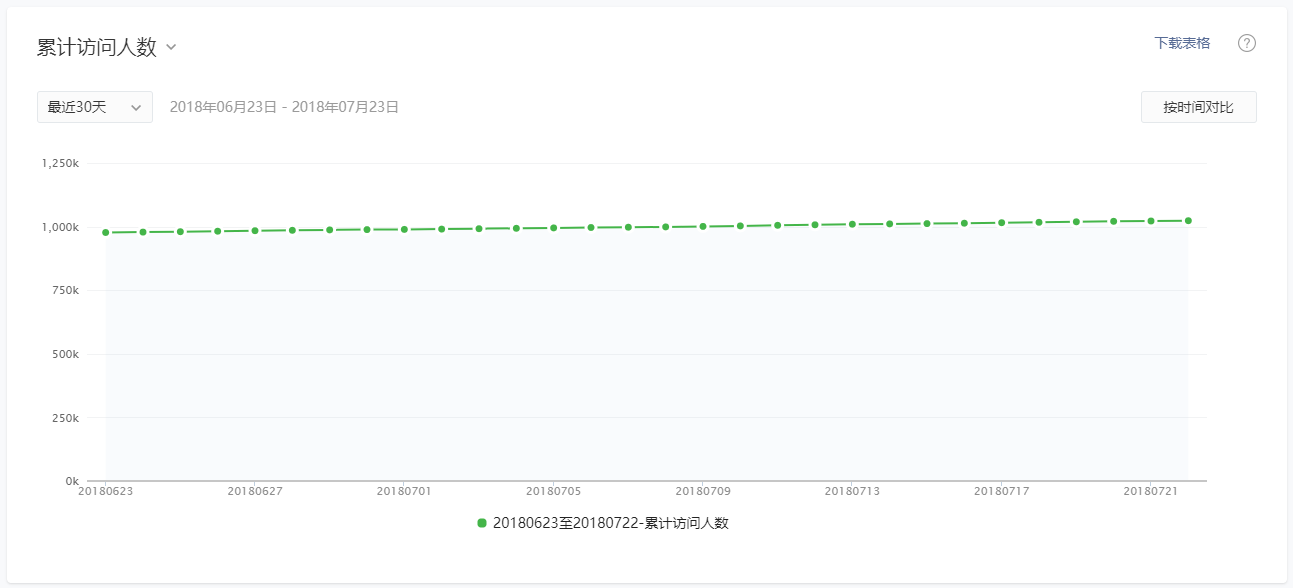 累计访问人数
下载表格
?
最近30天
2018年06月23日 - 2018年07月23日
按时间对比
1,250k
1,000k
750k
500k
250k
0k
20180623 20180627 20180701 20180705 20180709 20180713 20180717 20180721
20180623至20180722-累计访问人数